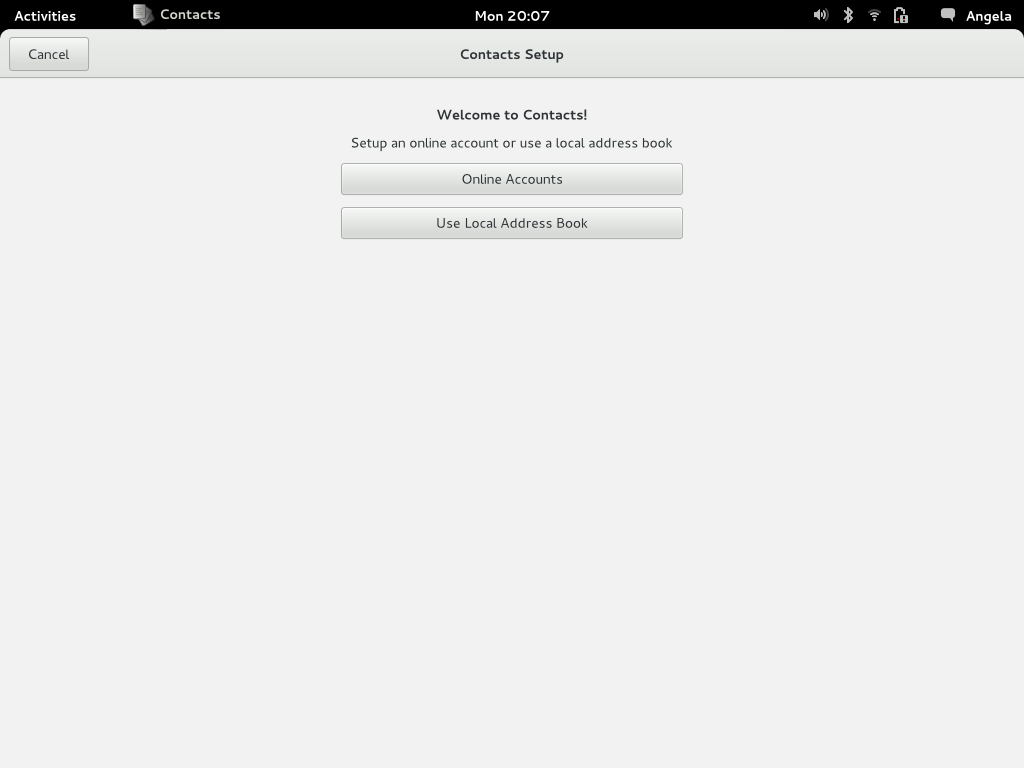 Activities Contacts Mon 20:07 Angela
Cancel Contacts Setup
Welcome to Contacts!
Setup an online account or use a local address book
Online Accounts
Use Local Address Book